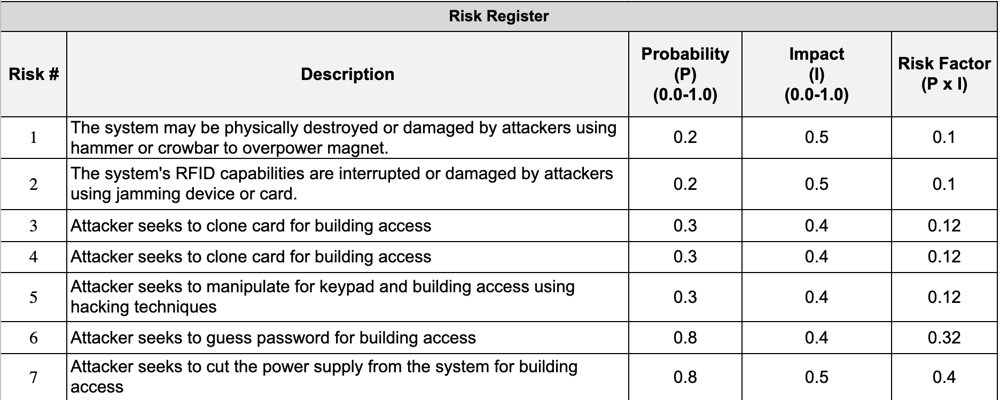 Risk Register
Risk #
Description
Probability
(P)
(0.0-1.0)
Impact
(I)
(0.0-1.0)
Risk Factor
(P x I)
1
The system may be physically destroyed or damaged by attackers using
hammer or crowbar to overpower magnet.
0.2
0.5
0.1
2
The system's RFID capabilities are interrupted or damaged by attackers
using jamming device or card.
0.2
0.5
0.1
3
Attacker seeks to clone card for building access
0.3
0.4
0.12
4
Attacker seeks to clone card for building access
0.3
0.4
0.12
5
Attacker seeks to manipulate for keypad and building access using
hacking techniques
0.3
0.4
0.12
6
Attacker seeks to guess password for building access
0.8
0.4
0.32
7
Attacker seeks to cut the power supply from the system for building
access
0.8
0.5
0.4